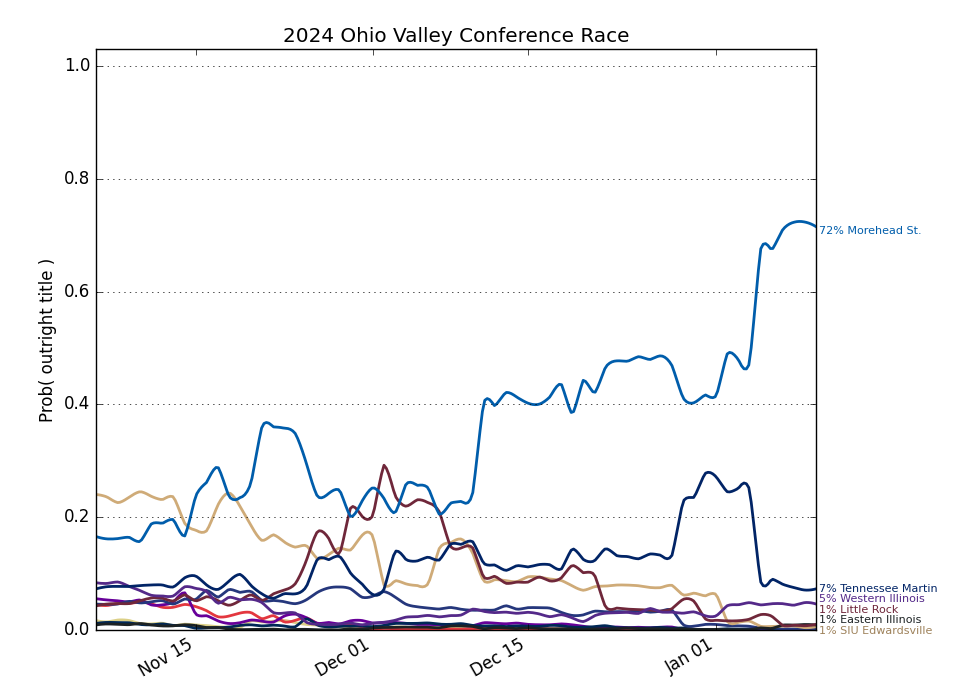 2024 Ohio Valley Conference Race
Prob( outright title )
1.0
0.8
0.6
0.4
0.2
0.0
Nov 15
Dec 01
Dec 15
Jan 01
72% Morehead St.
7% Tennessee Martin
5% Western Illinois
1% Little Rock
1% Eastern Illinois
1% SIU Edwardsville